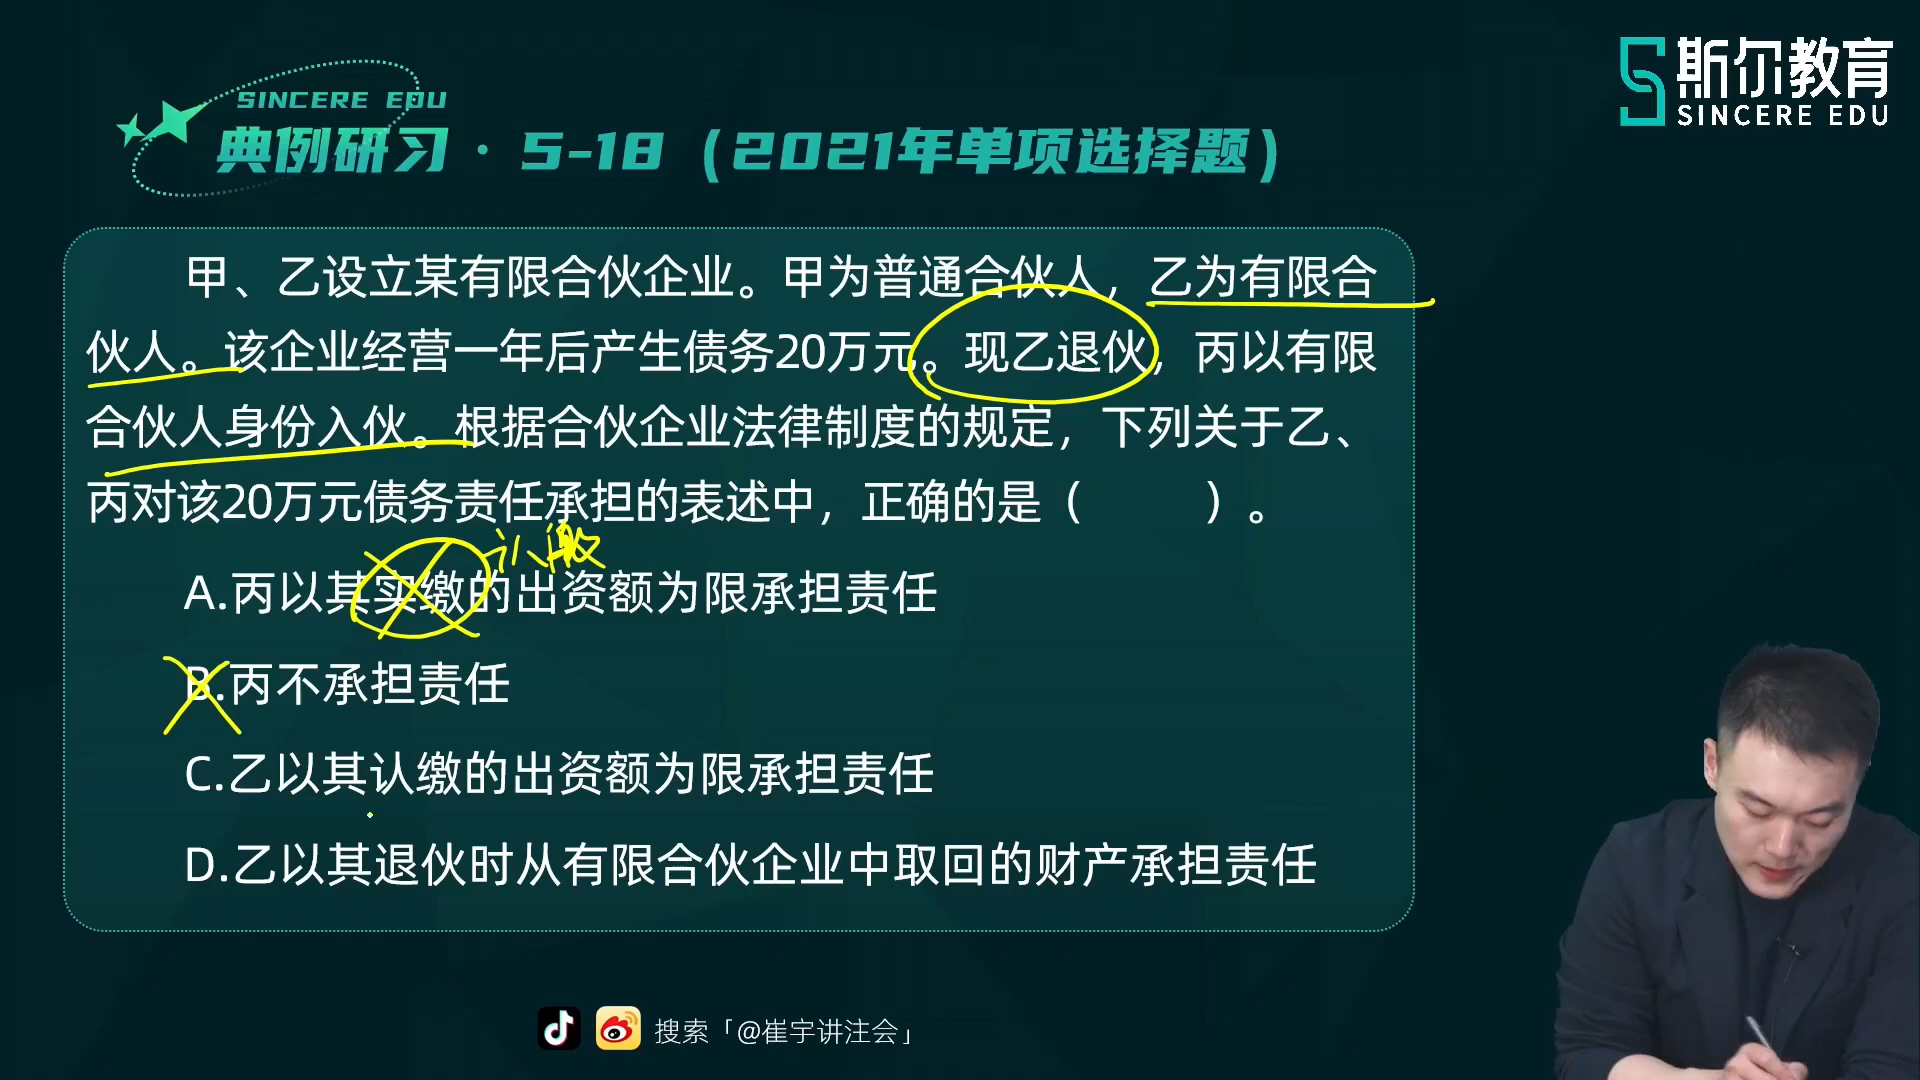 SINCERE EDU
典例研习·5-18（2021年单项选择题）
斯尔教育
SINCERE EDU
甲、乙设立某有限合伙企业。甲为普通合伙人，乙为有限合
伙人。该企业经营一年后产生债务20万元。现乙退伙，丙以有限
合伙人身份入伙。根据合伙企业法律制度的规定，下列关于乙、
丙对该20万元债务责任承担的表述中，正确的是（　　）。
认缴
A.丙以其实缴的出资额为限承担责任
B.丙不承担责任
C.乙以其认缴的出资额为限承担责任
D.乙以其退伙时从有限合伙企业中取回的财产承担责任
搜索「@崔宇讲注会」